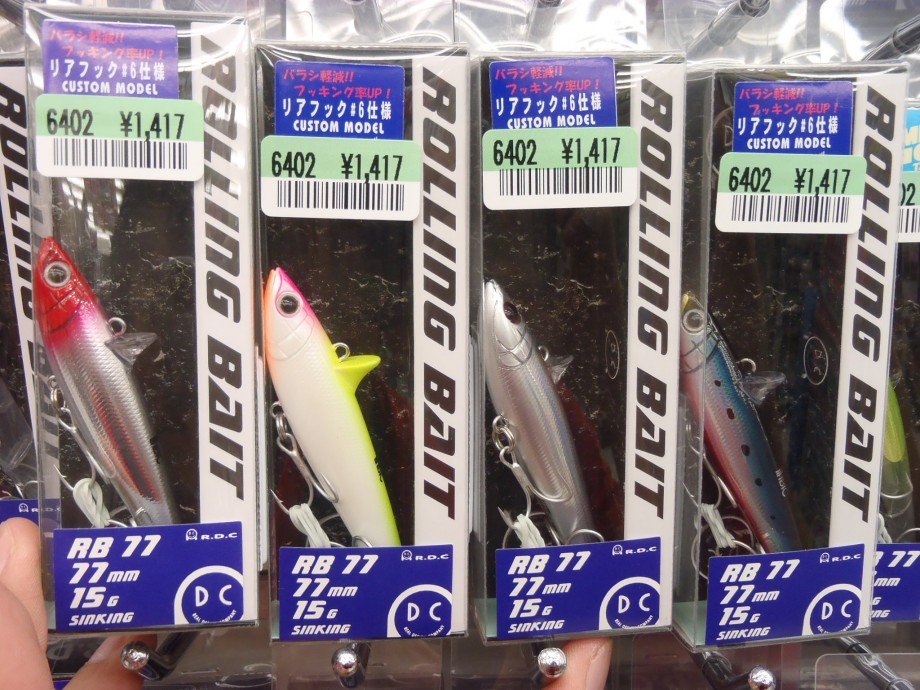 バラシ軽減!!
フッキング率UP!
リアフック#6仕様
CUSTOM MODEL
6402 ¥1,417
ROLLING BAIT
RB 77
R.D.C
77mm
15G
SINKING
DC
バラシ軽減!!
フッキング率UP!
リアフック#6仕様
CUSTOM MODEL
6402 ¥1,417
ROLLING BAIT
RB 77
R.D.C
77mm
15G
SINKING
DC
バラシ軽減!!
フッキング率UP!
リアフック#6仕様
CUSTOM MODEL
6402 ¥1,417
ROLLING BAIT
RB 77
R.D.C
77mm
15G
SINKING
DC
バラシ軽減!!
フッキング率UP!
リアフック#6仕様
CUSTOM MODEL
6402 ¥1,417
ROLLING BAIT
RB 77
R.D.C
77mm
15G
SINKING
DC